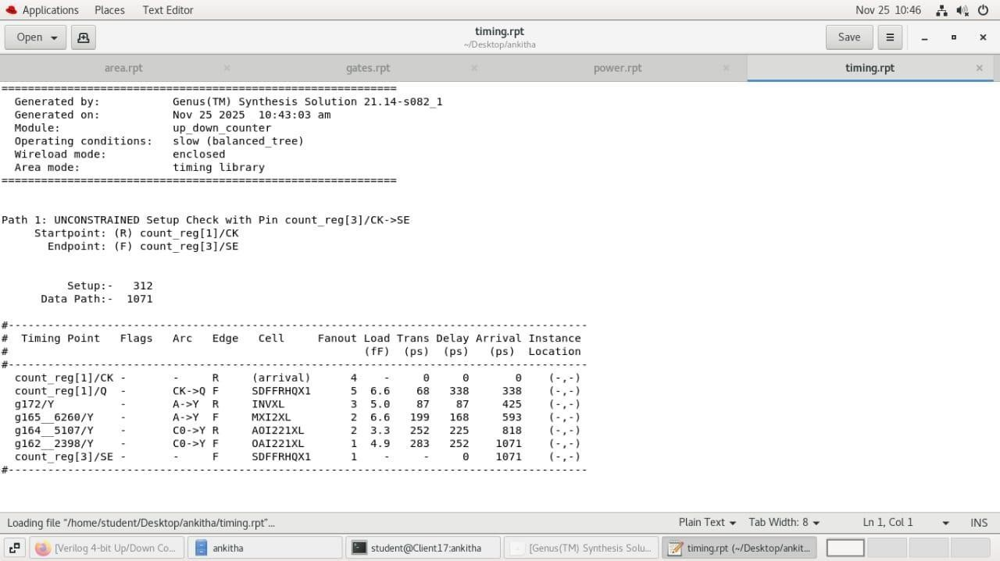 Applications Places Text Editor Nov 25 10:46
Open timing.rpt Save
~/Desktop/ankitha
area.rpt gates.rpt power.rpt timing.rpt
============================================================
  Generated by:           Genus(TM) Synthesis Solution 21.14-s082_1
  Generated on:           Nov 25 2025  10:43:03 am
  Module:                 up_down_counter
  Operating conditions:   slow (balanced_tree)
  Wireload mode:          enclosed
  Area mode:              timing library
============================================================
Path 1: UNCONSTRAINED Setup Check with Pin count_reg[3]/CK->SE
     Startpoint: (R) count_reg[1]/CK
       Endpoint: (F) count_reg[3]/SE
          Setup:-   312
      Data Path:-  1071
#----------------------------------------------------------------------------------------
#  Timing Point   Flags   Arc   Edge   Cell     Fanout Load Trans Delay Arrival Instance
#                                                      (fF)  (ps)  (ps)   (ps)  Location
#----------------------------------------------------------------------------------------
  count_reg[1]/CK -       -     R     (arrival)      4    -     0     0       0    (-,-)
  count_reg[1]/Q  -       CK->Q F     SDFFRHQX1      5  6.6    68   338     338    (-,-)
  g172/Y          -       A->Y  R     INVXL          3  5.0    87    87     425    (-,-)
  g165__6260/Y    -       A->Y  F     MXI2XL         2  6.6   199   168     593    (-,-)
  g164__5107/Y    -       C0->Y R     AOI221XL       2  3.3   252   225     818    (-,-)
  g162__2398/Y    -       C0->Y F     OAI221XL       1  4.9   283   252    1071    (-,-)
  count_reg[3]/SE -       -     F     SDFFRHQX1      1    -     -     0    1071    (-,-)
#----------------------------------------------------------------------------------------
Loading file "/home/student/Desktop/ankitha/timing.rpt"... Plain Text Tab Width: 8 Ln 1, Col 1 INS
[Verilog 4-bit Up/Down Co... ankitha student@Client17:ankitha [Genus(TM) Synthesis Solu... timing.rpt (~/Desktop/ankit...